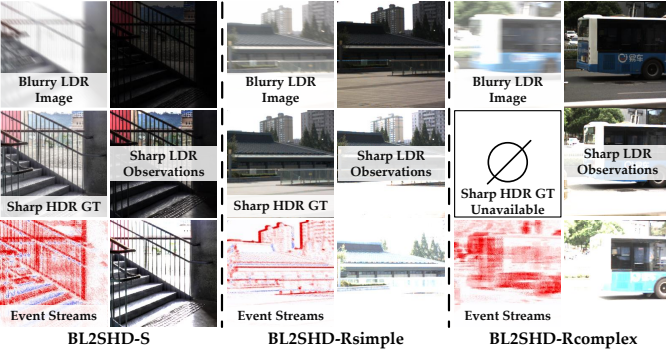 Blurry LDR
Image
Sharp LDR
Observations
Sharp HDR GT
Event Streams
BL2SHD-S
Blurry LDR
Image
Sharp LDR
Observations
Sharp HDR GT
Event Streams
BL2SHD-Rsimple
Blurry LDR
Image
Sharp LDR
Observations
Sharp HDR GT
Unavailable
Event Streams
BL2SHD-Rcomplex